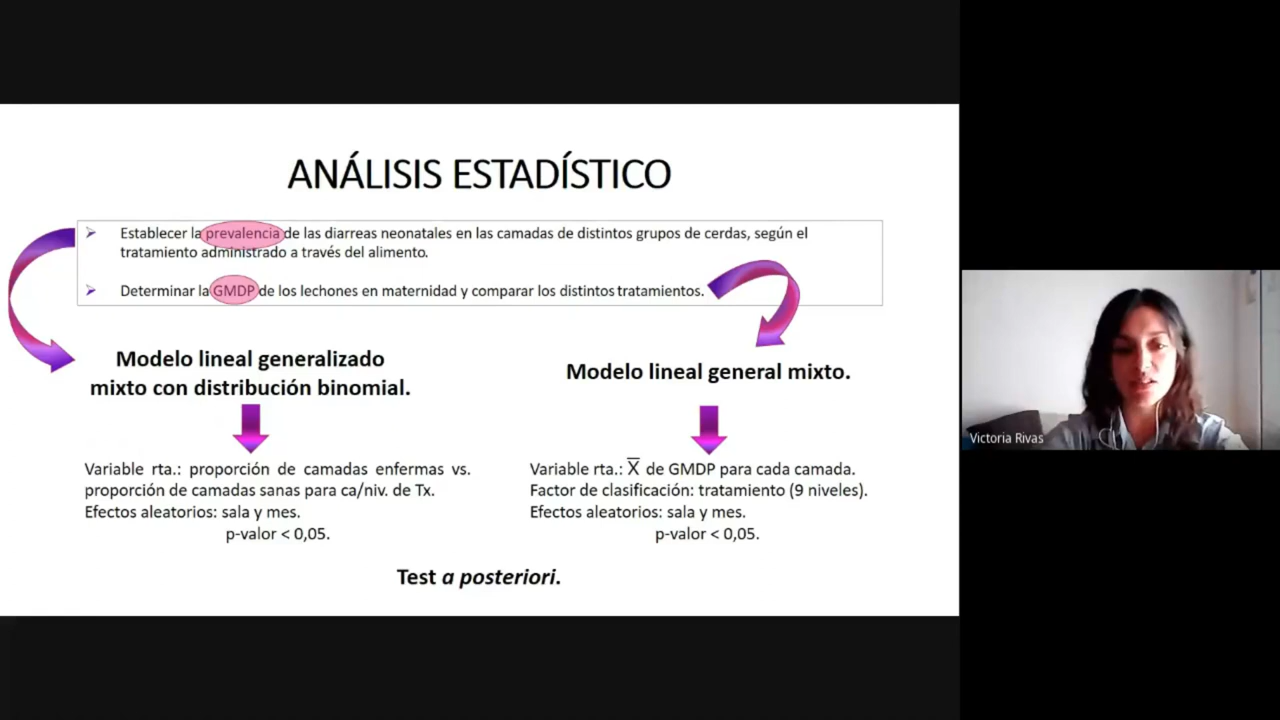 ANÁLISIS ESTADÍSTICO
➢ Establecer la prevalencia de las diarreas neonatales en las camadas de distintos grupos de cerdas, según el
tratamiento administrado a través del alimento.
➢ Determinar la GMDP de los lechones en maternidad y comparar los distintos tratamientos.
Modelo lineal generalizado
mixto con distribución binomial.
Variable rta.: proporción de camadas enfermas vs.
proporción de camadas sanas para ca/niv. de Tx.
Efectos aleatorios: sala y mes.
p-valor < 0,05.
Modelo lineal general mixto.
Variable rta.: X̅ de GMDP para cada camada.
Factor de clasificación: tratamiento (9 niveles).
Efectos aleatorios: sala y mes.
p-valor < 0,05.
Test a posteriori.
Victoria Rivas